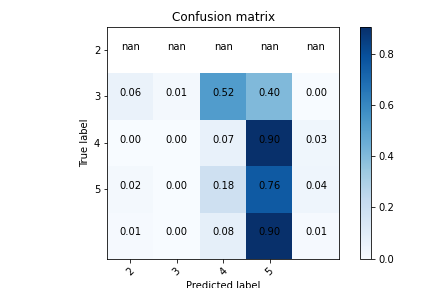 Confusion matrix
2 nan nan nan nan nan
3 0.06 0.01 0.52 0.40 0.00
4 0.00 0.00 0.07 0.90 0.03
5 0.02 0.00 0.18 0.76 0.04
0.01 0.00 0.08 0.90 0.01
True label
2 3 4 5
Predicted label
0.8
0.6
0.4
0.2
0.0